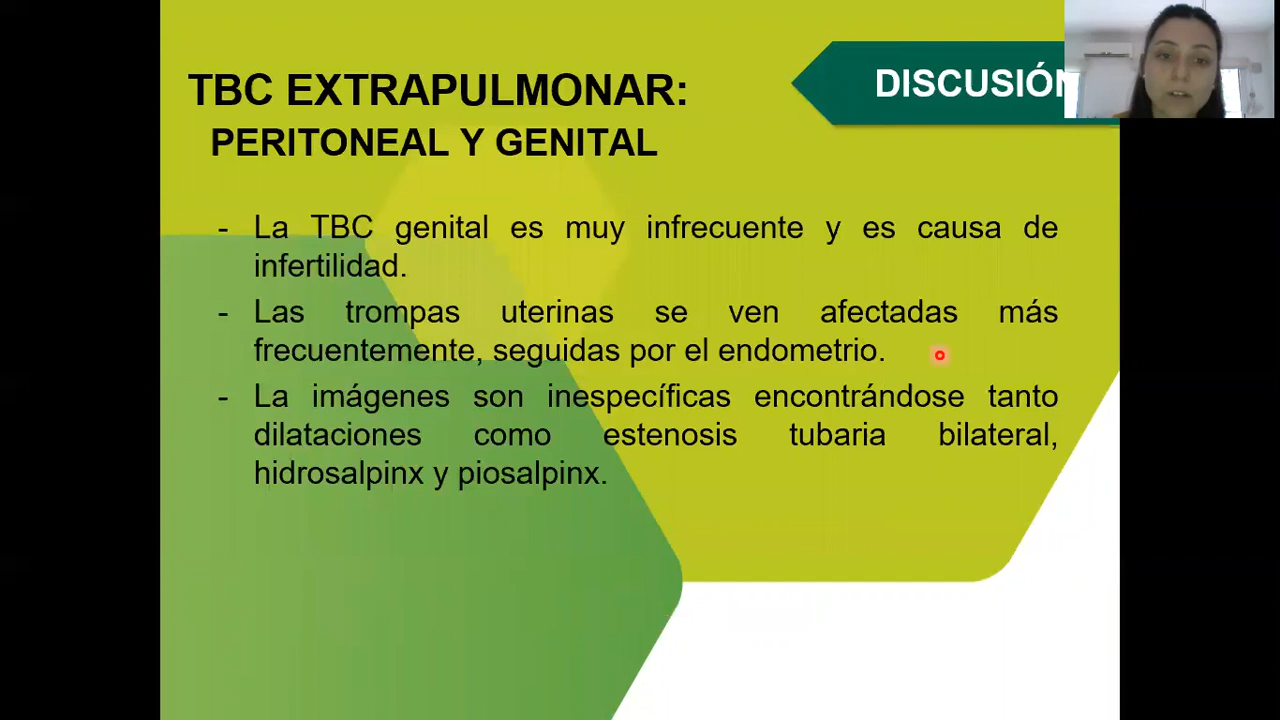 TBC EXTRAPULMONAR:
PERITONEAL Y GENITAL
DISCUSIÓN
- La TBC genital es muy infrecuente y es causa de
infertilidad.
- Las trompas uterinas se ven afectadas más
frecuentemente, seguidas por el endometrio.
- La imágenes son inespecíficas encontrándose tanto
dilataciones como estenosis tubaria bilateral,
hidrosalpinx y piosalpinx.